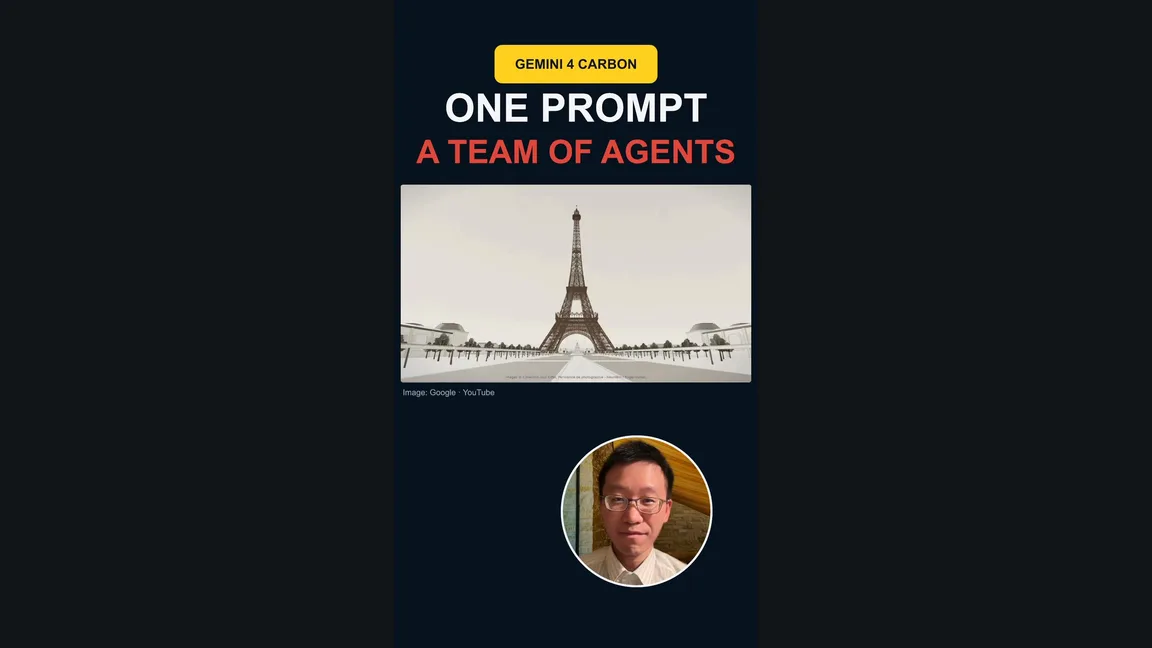 GEMINI 4 CARBON
ONE PROMPT
A TEAM OF AGENTS
Image: Google · YouTube